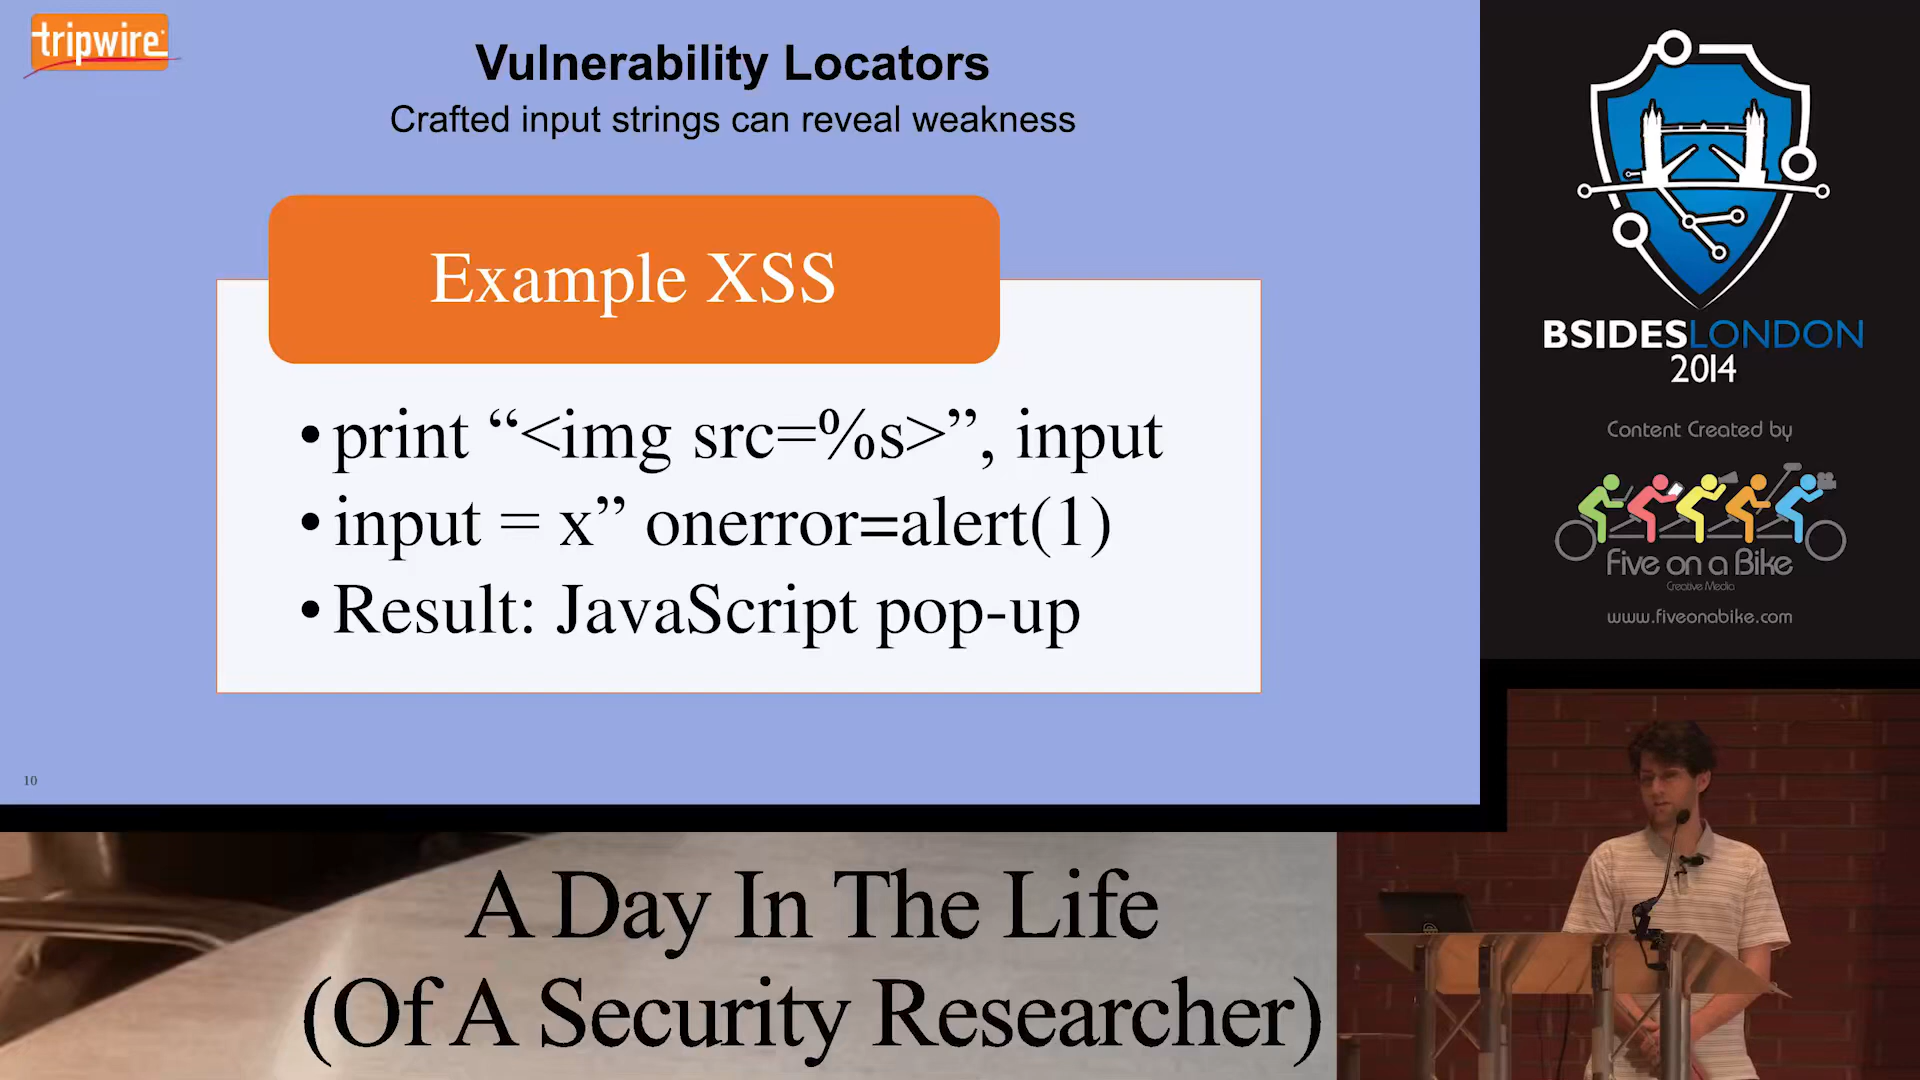 tripwire
Vulnerability Locators
Crafted input strings can reveal weakness
Example XSS
•print “<img src=%s>”, input
•input = x” onerror=alert(1)
•Result: JavaScript pop-up
10
BSIDESLONDON
2014
Content Created by
Five on a Bike
Creative Media
www.fiveonabike.com
A Day In The Life
(Of A Security Researcher)